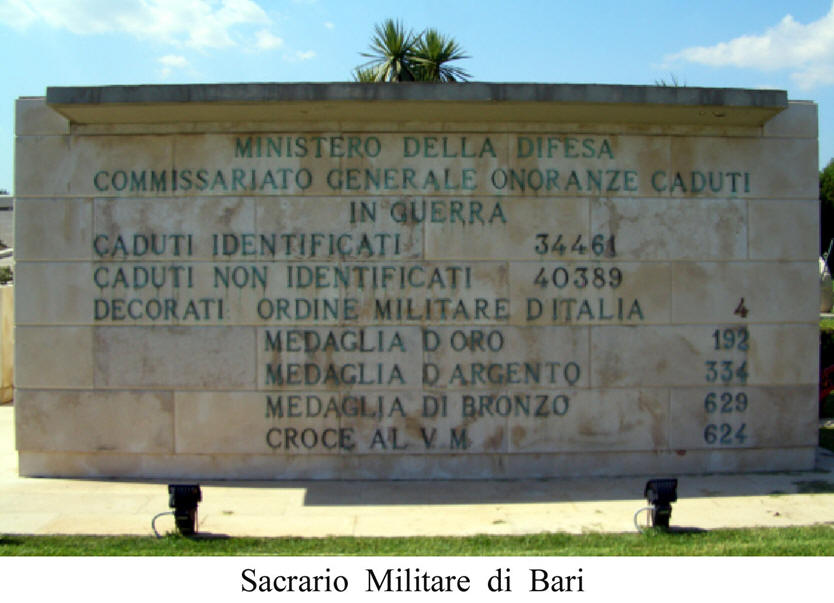 MINISTERO DELLA DIFESA
COMMISSARIATO GENERALE ONORANZE CADUTI
IN GUERRA
CADUTI IDENTIFICATI 34461
CADUTI NON IDENTIFICATI 40389
DECORATI ORDINE MILITARE D ITALIA 4
MEDAGLIA D ORO 192
MEDAGLIA D ARGENTO 334
MEDAGLIA DI BRONZO 629
CROCE AL V M 624
Sacrario Militare di Bari